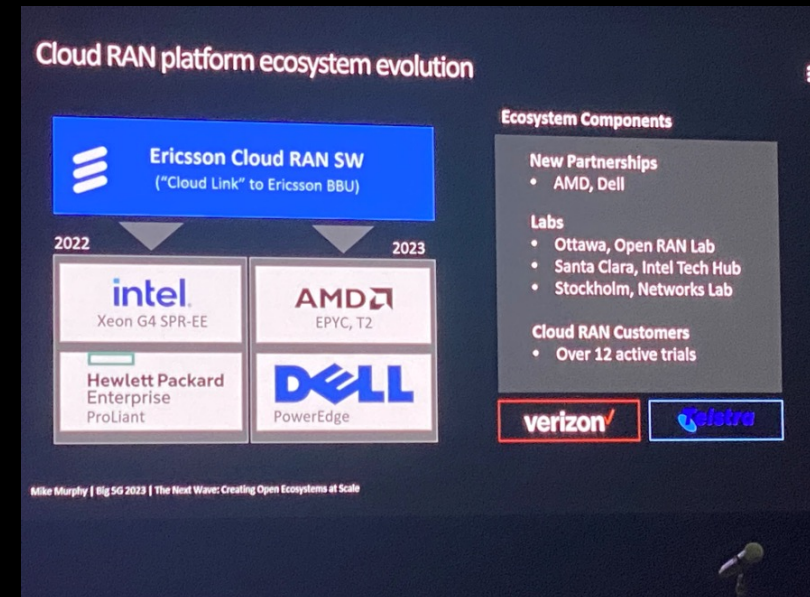 Cloud RAN platform ecosystem evolution
Ericsson Cloud RAN SW
("Cloud Link" to Ericsson BBU)
2022
2023
intel.
Xeon G4 SPR-EE
AMD
EPYC, T2
Hewlett Packard
Enterprise
ProLiant
DELL
PowerEdge
Ecosystem Components
New Partnerships
• AMD, Dell
Labs
• Ottawa, Open RAN Lab
• Santa Clara, Intel Tech Hub
• Stockholm, Networks Lab
Cloud RAN Customers
• Over 12 active trials
verizon
Telstra
Mike Murphy | Big 5G 2023 | The Next Wave: Creating Open Ecosystems at Scale